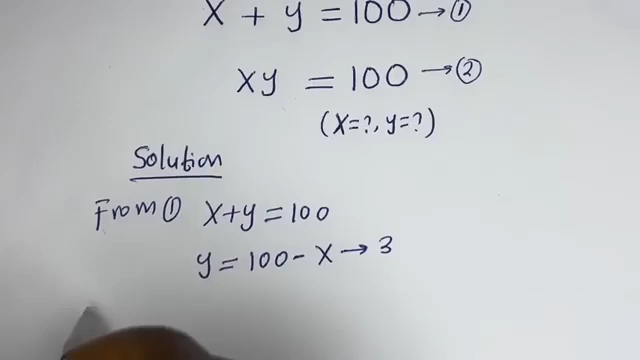 X + y = 100 → ①
xy = 100 → ②
(x=?, y=?)
Solution
From ① x+y = 100
y = 100 - x → 3